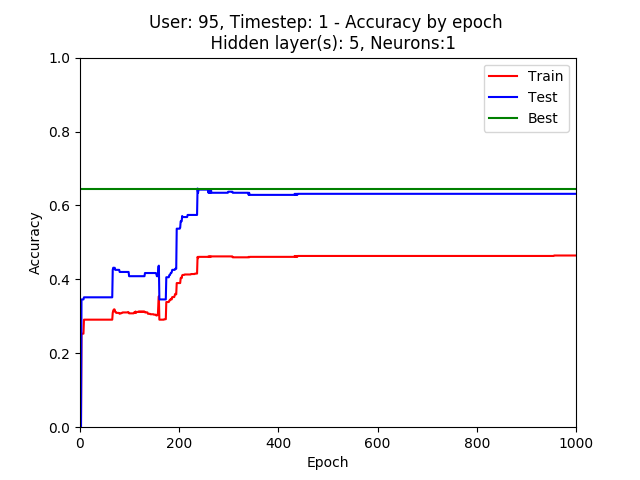 User: 95, Timestep: 1 - Accuracy by epoch
Hidden layer(s): 5, Neurons:1
Train
Test
Best
1.0
0.8
0.6
0.4
0.2
0.0
Accuracy
0
200
400
600
800
1000
Epoch